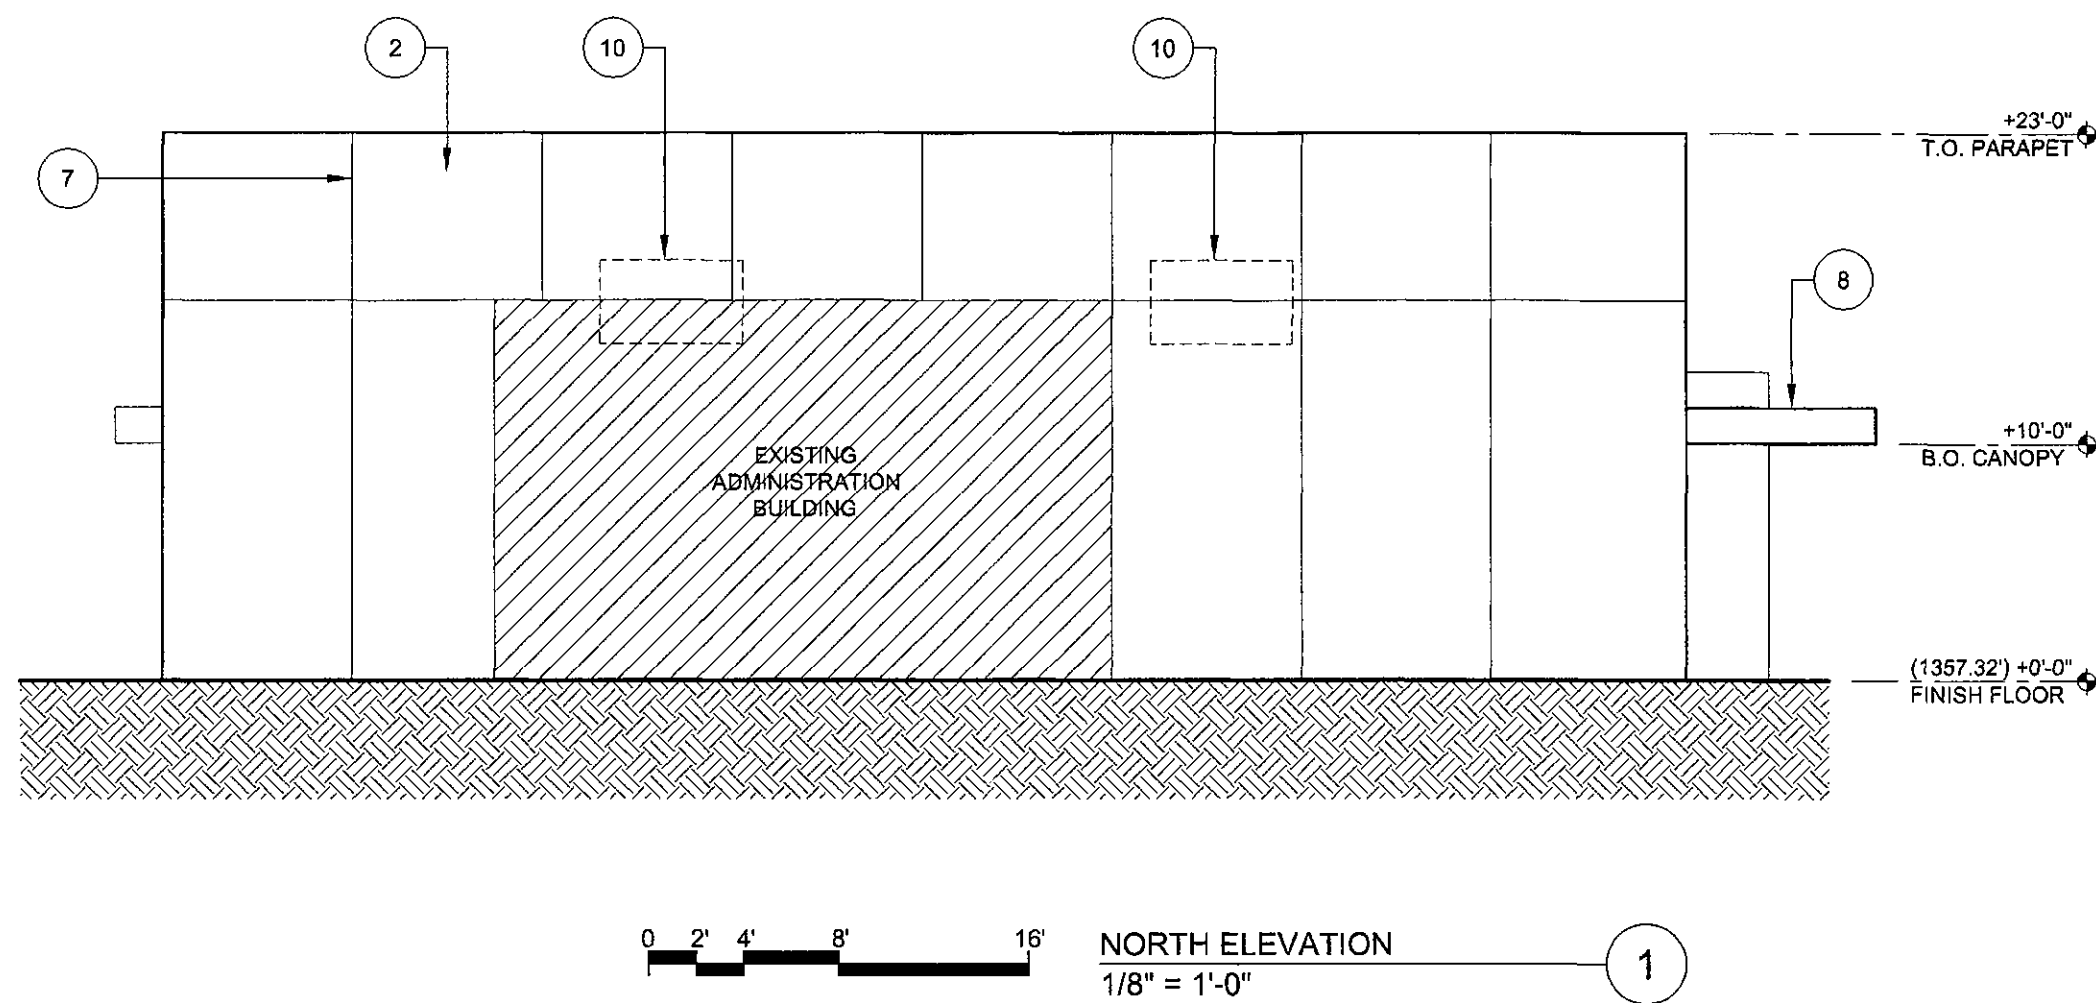 2
10
10
7
+23'-0"
T.O. PARAPET
8
+10'-0"
B.O. CANOPY
EXISTING
ADMINISTRATION
BUILDING
(1357.32') +0'-0"
FINISH FLOOR
0 2' 4' 8' 16'
NORTH ELEVATION
1/8" = 1'-0"
1